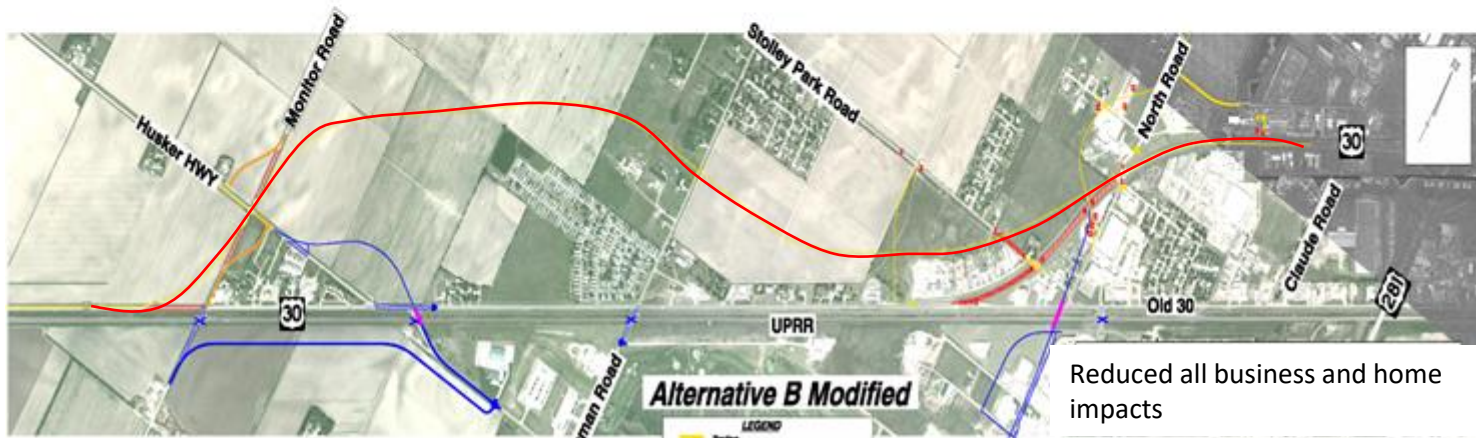 Monitor Road
Husker HWY
Stolley Park Road
North Road
30
Claude Road
281
Old 30
30
UPRR
man Road
Alternative B Modified
LEGEND
Reduced all business and home
impacts